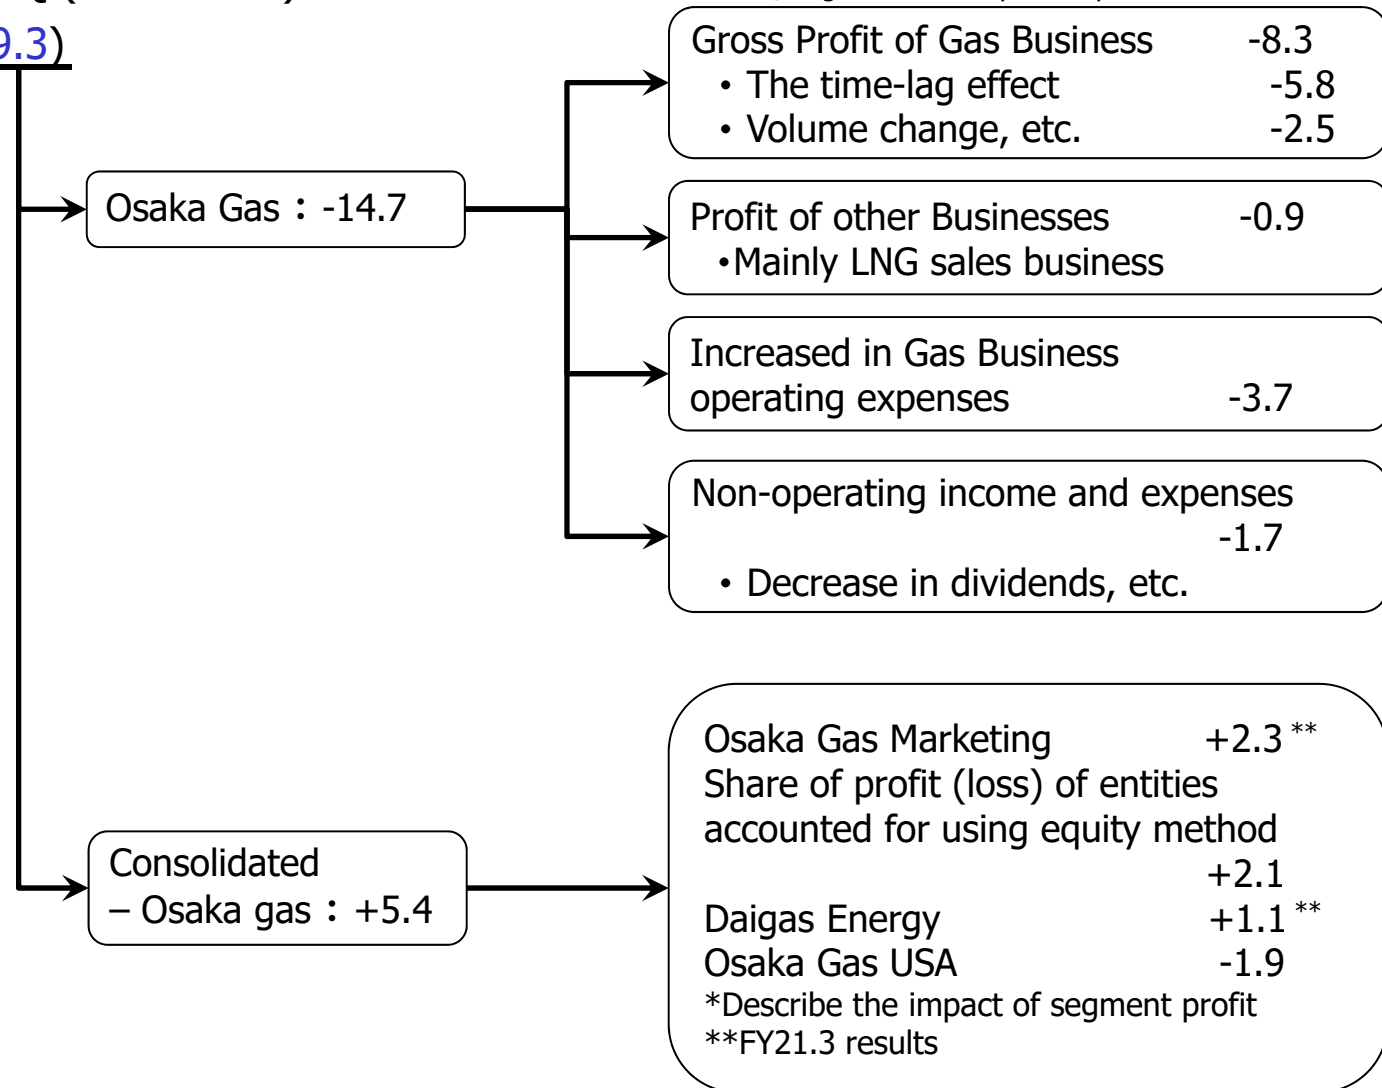 9.3)
Gross Profit of Gas Business -8.3
• The time-lag effect -5.8
• Volume change, etc. -2.5
Osaka Gas : -14.7
Profit of other Businesses -0.9
•Mainly LNG sales business
Increased in Gas Business
operating expenses -3.7
Non-operating income and expenses
-1.7
• Decrease in dividends, etc.
Osaka Gas Marketing +2.3 **
Share of profit (loss) of entities
accounted for using equity method
+2.1
Consolidated
– Osaka gas : +5.4
Daigas Energy +1.1 **
Osaka Gas USA -1.9
*Describe the impact of segment profit
**FY21.3 results